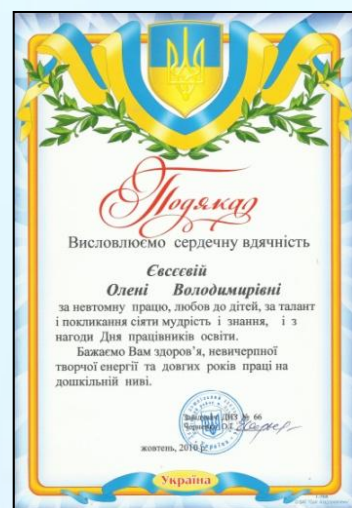 Подяка
Висловлюємо сердечну вдячність
Євсєєвій
Олені Володимирівні
за невтомну працю, любов до дітей, за талант
і покликання сіяти мудрість і знання, і з
нагоди Дня працівників освіти.
Бажаємо Вам здоров'я, невичерпної
творчої енергії та довгих років праці на
дошкільній ниві.
ДНЗ № 66
жовтень, 2016
Україна